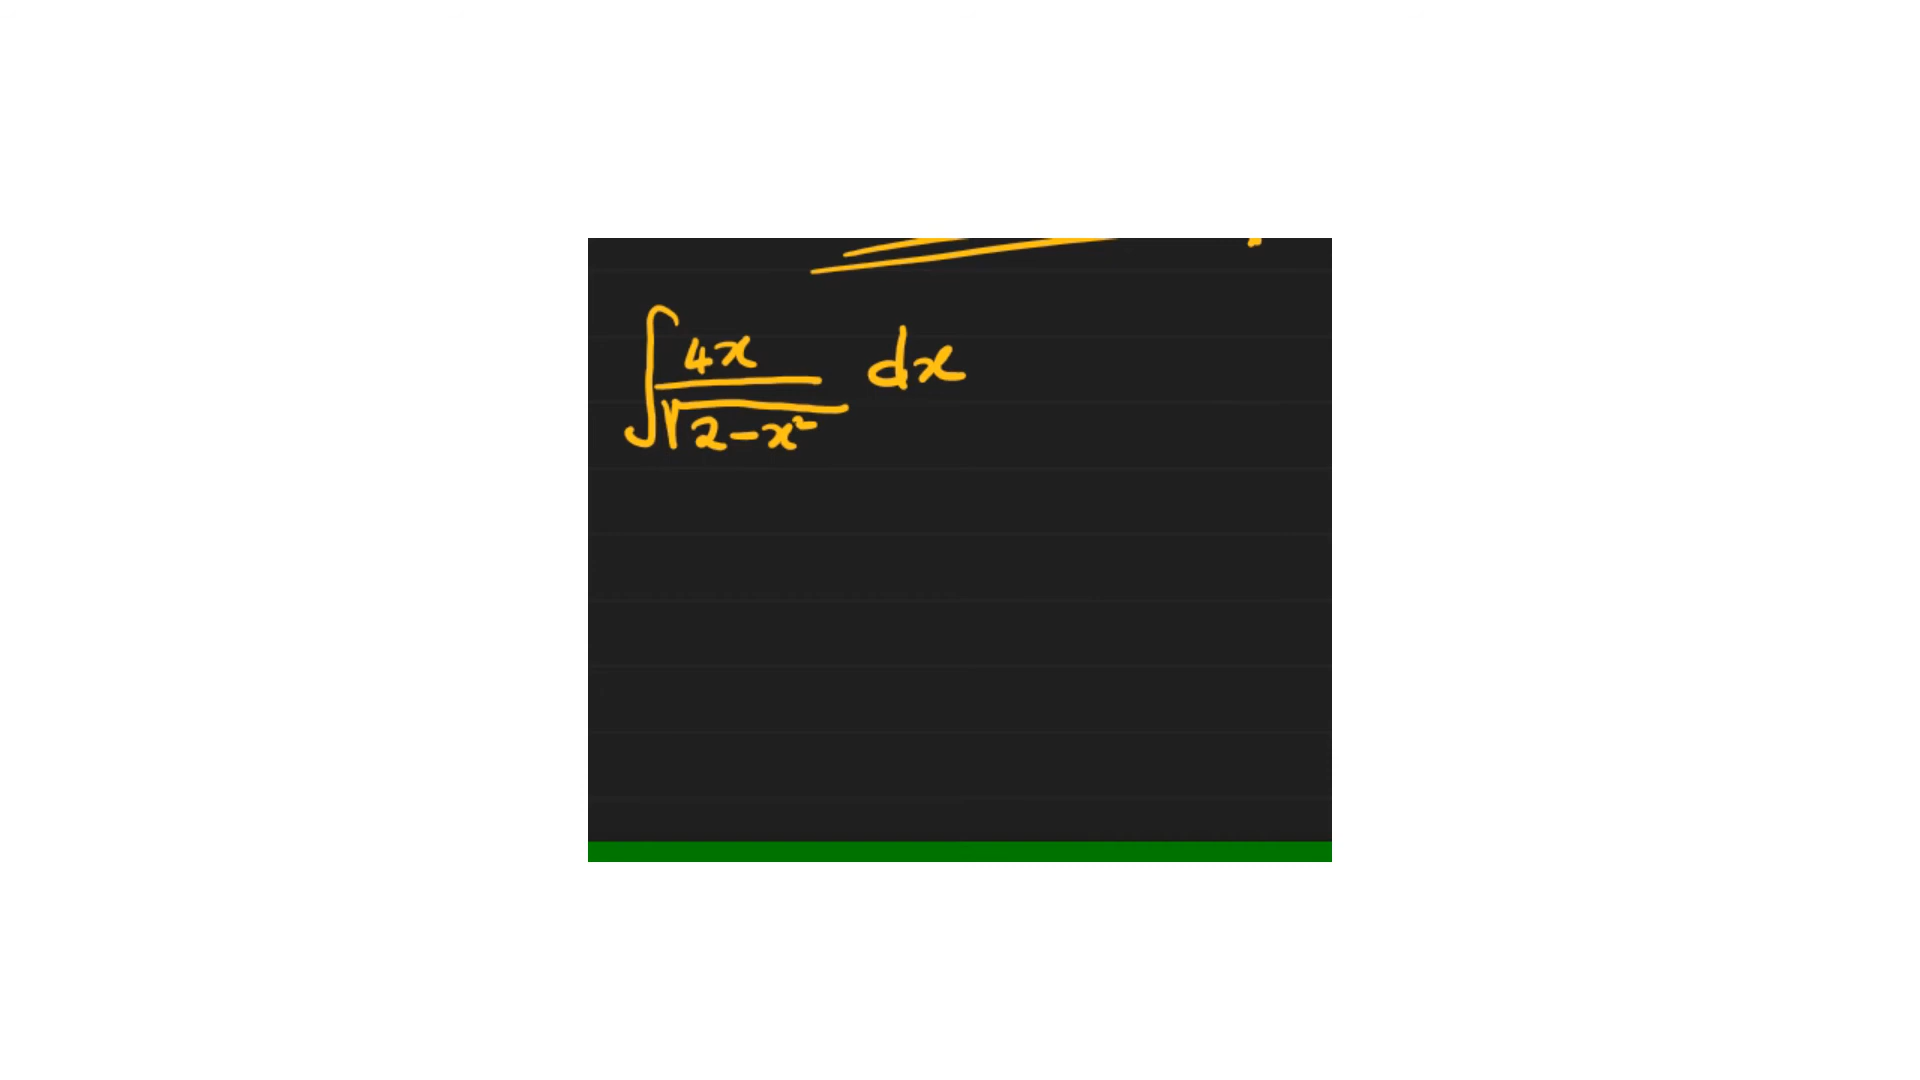 ∫ 4x / √(2-x²) dx